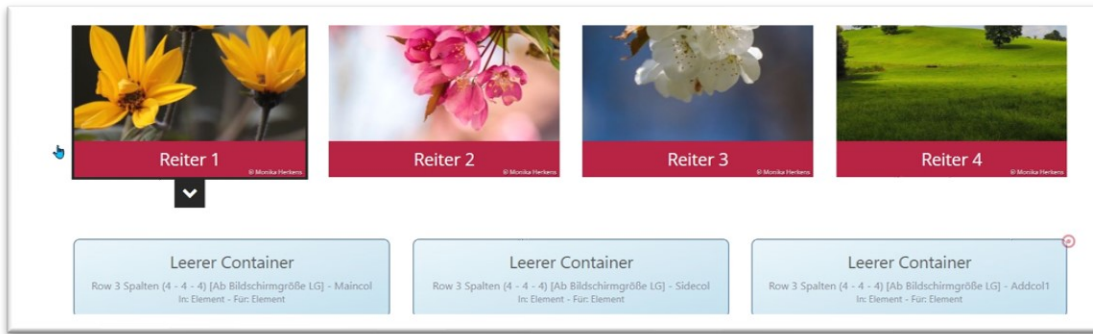 Reiter 1
© Monika Herkens
Reiter 2
© Monika Herkens
Reiter 3
© Monika Herkens
Reiter 4
© Monika Herkens
Leerer Container
Row 3 Spalten (4 - 4 - 4) [Ab Bildschirmgröße LG] - Maincol
In: Element - Für: Element
Leerer Container
Row 3 Spalten (4 - 4 - 4) [Ab Bildschirmgröße LG] - Sidecol
In: Element - Für: Element
Leerer Container
Row 3 Spalten (4 - 4 - 4) [Ab Bildschirmgröße LG] - Addcol1
In: Element - Für: Element